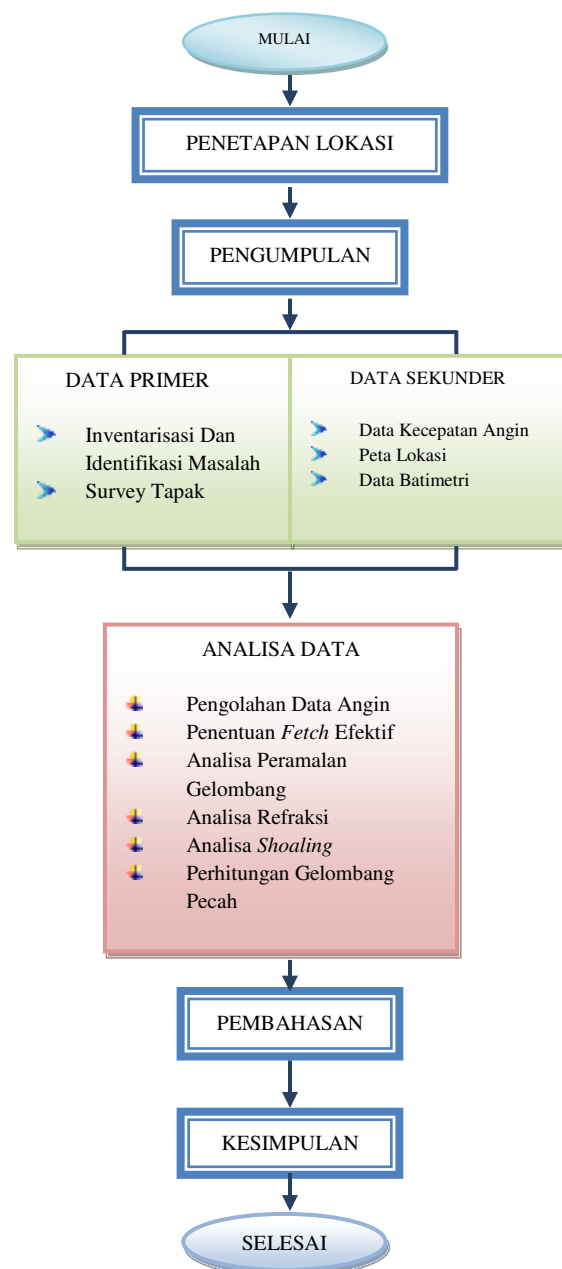 MULAI
PENETAPAN LOKASI
PENGUMPULAN
DATA PRIMER
Inventarisasi Dan
Identifikasi Masalah
Survey Tapak
DATA SEKUNDER
Data Kecepatan Angin
Peta Lokasi
Data Batimetri
ANALISA DATA
Pengolahan Data Angin
Penentuan Fetch Efektif
Analisa Peramalan
Gelombang
Analisa Refraksi
Analisa Shoaling
Perhitungan Gelombang
Pecah
PEMBAHASAN
KESIMPULAN
SELESAI